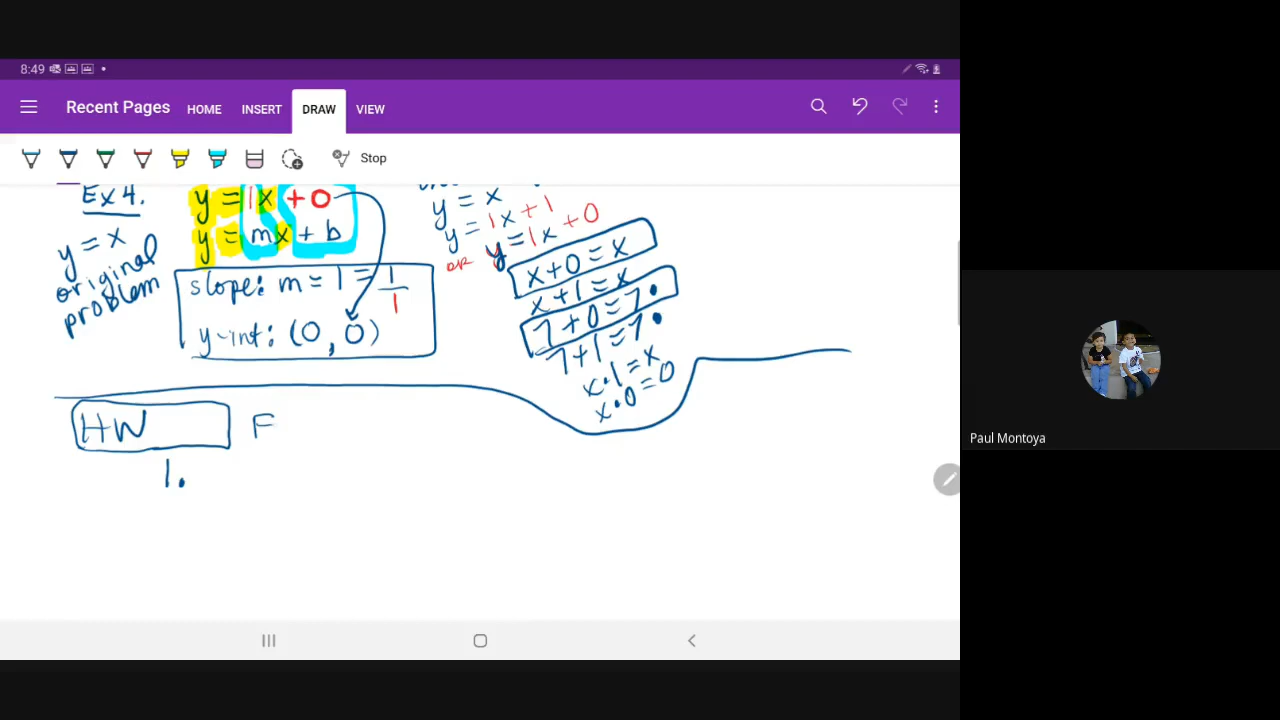 8:49
Recent Pages HOME INSERT DRAW VIEW
Stop
Ex 4.
y = 1x + 0
y = mx + b
y = x
original
problem
slope: m = 1 = 1/1
y-int: (0, 0)
y = x
y = 1x + 1
or y = 1x + 0
x + 0 = x
x + 1 = x
7 + 0 = 7
7 + 1 = 7
x • 1 = x
x • 0 = 0
HW F
1.
Paul Montoya